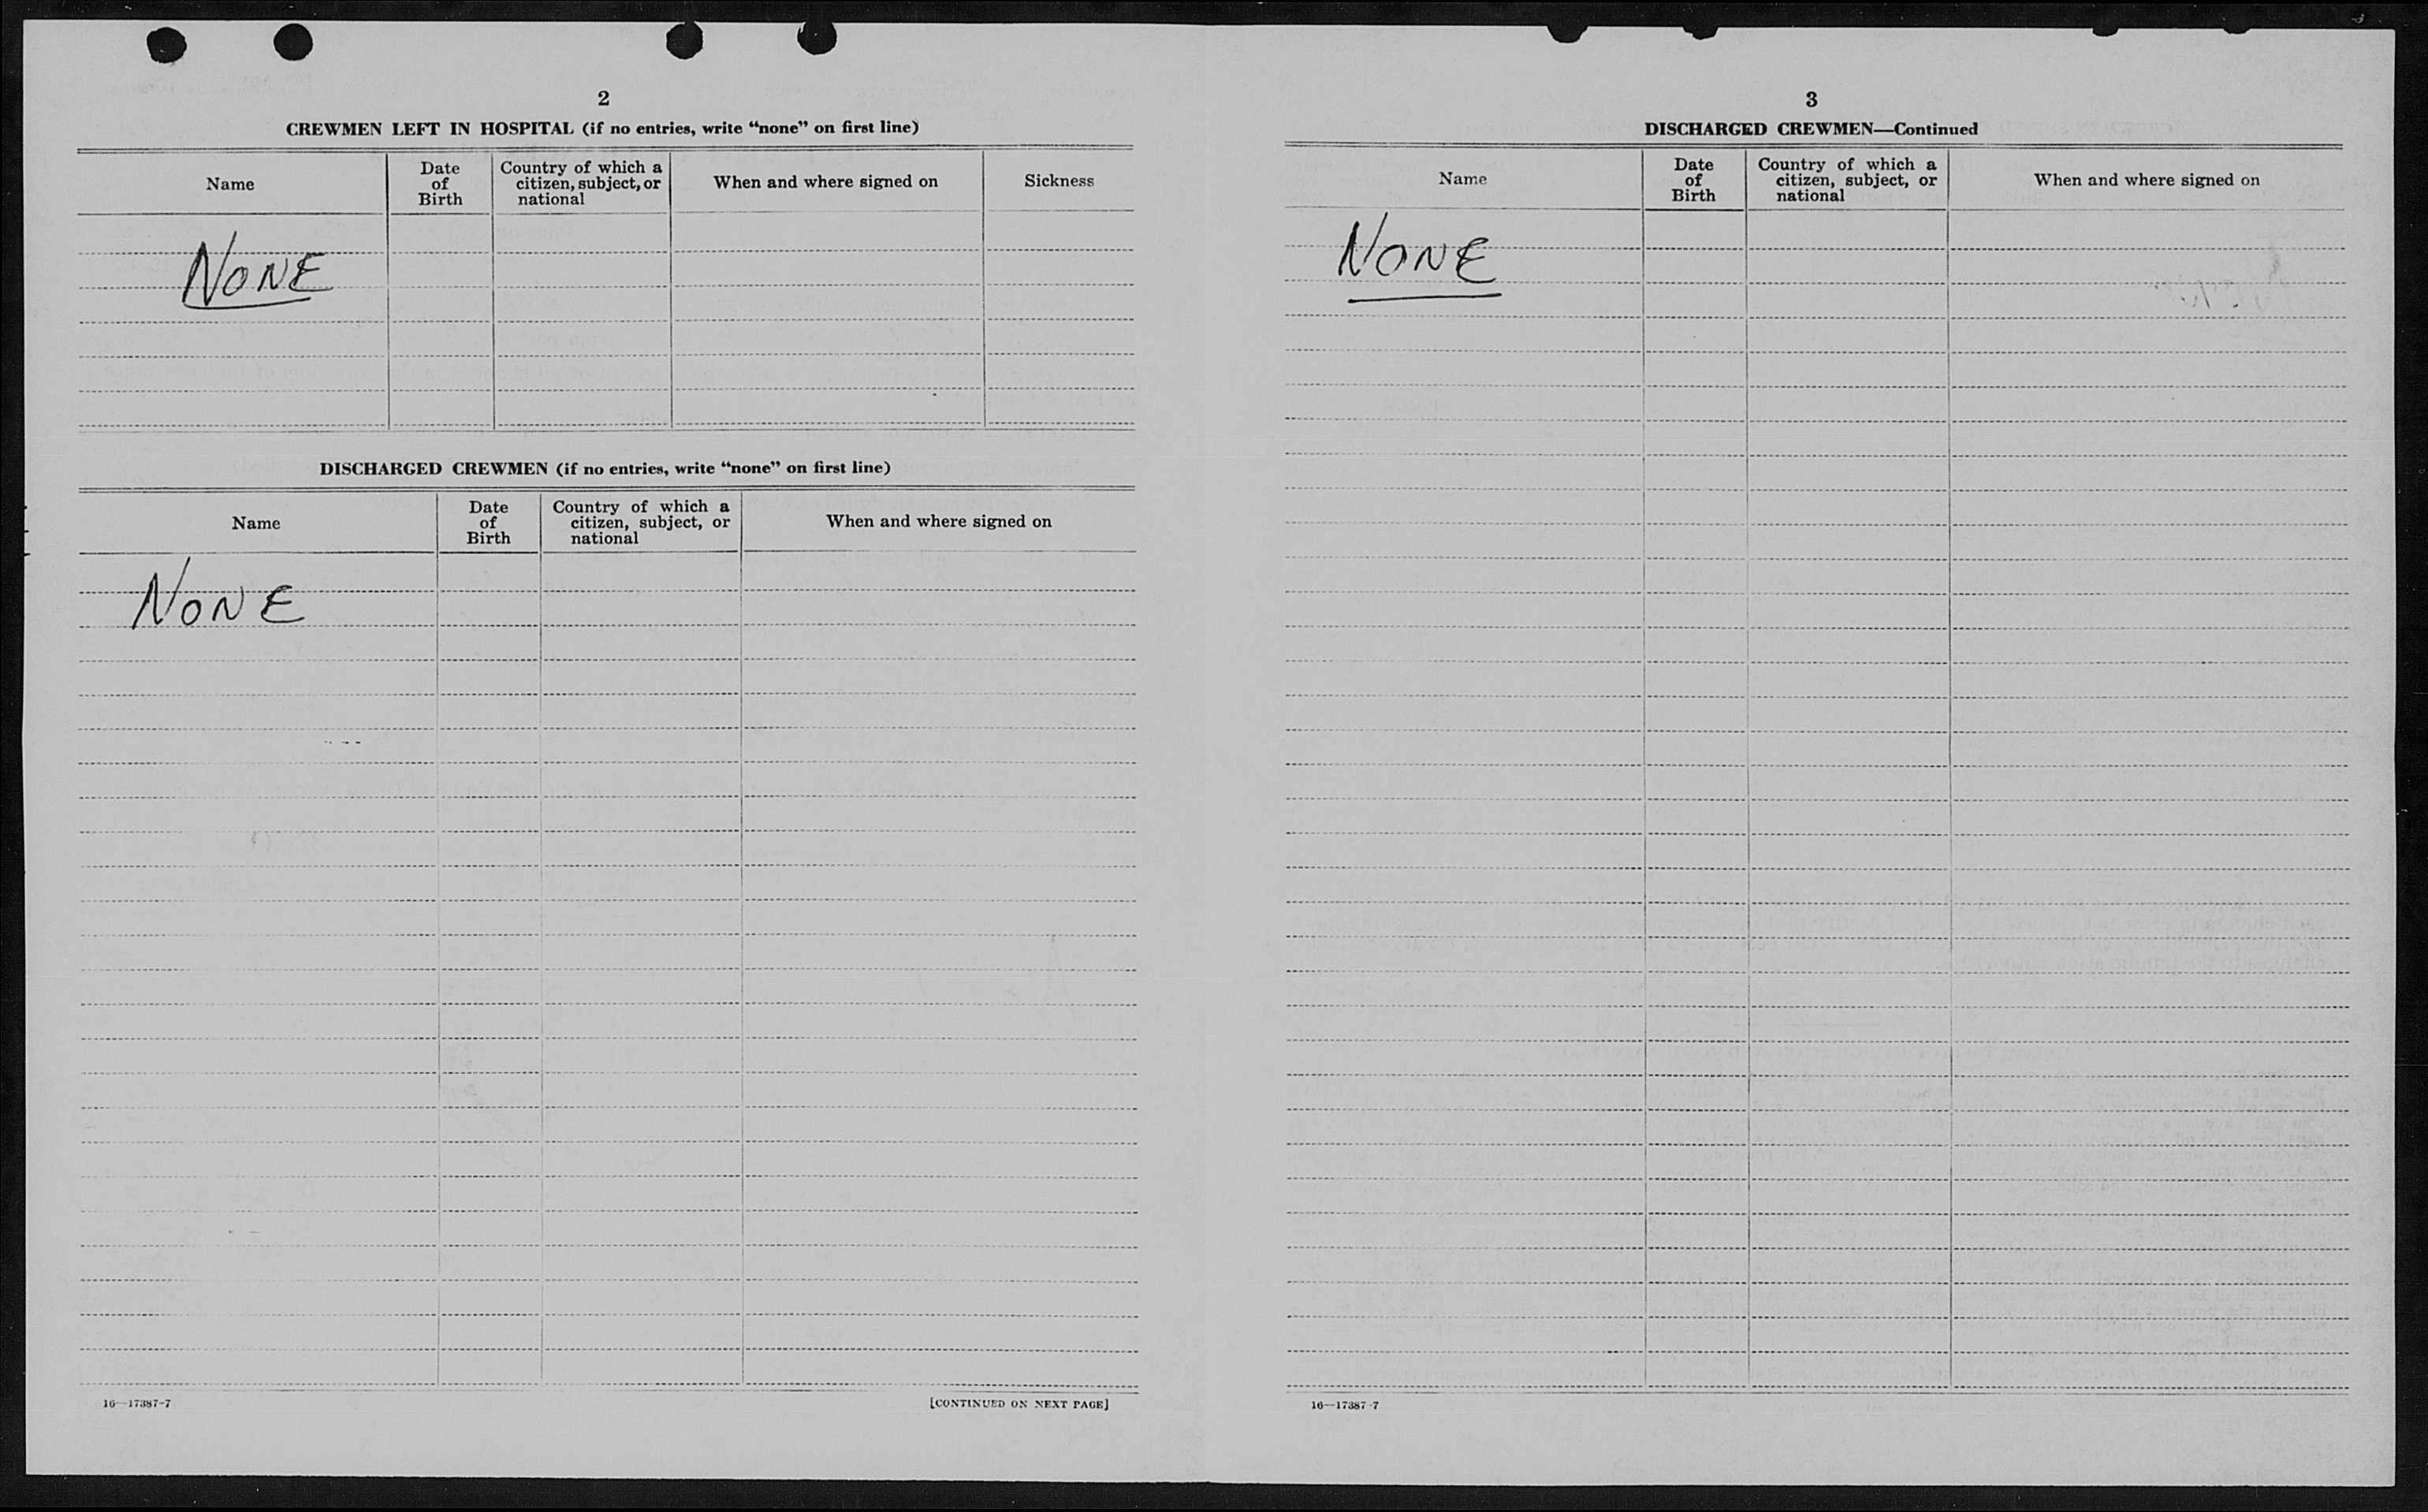 2
CREWMEN LEFT IN HOSPITAL (if no entries, write “none” on first line)
Name
Date of Birth
Country of which a citizen, subject, or national
When and where signed on
Sickness
NONE
DISCHARGED CREWMEN (if no entries, write “none” on first line)
Name
Date of Birth
Country of which a citizen, subject, or national
When and where signed on
NONE
16—17387-7
[CONTINUED ON NEXT PAGE]
3
DISCHARGED CREWMEN—Continued
Name
Date of Birth
Country of which a citizen, subject, or national
When and where signed on
NONE
16—17387-7